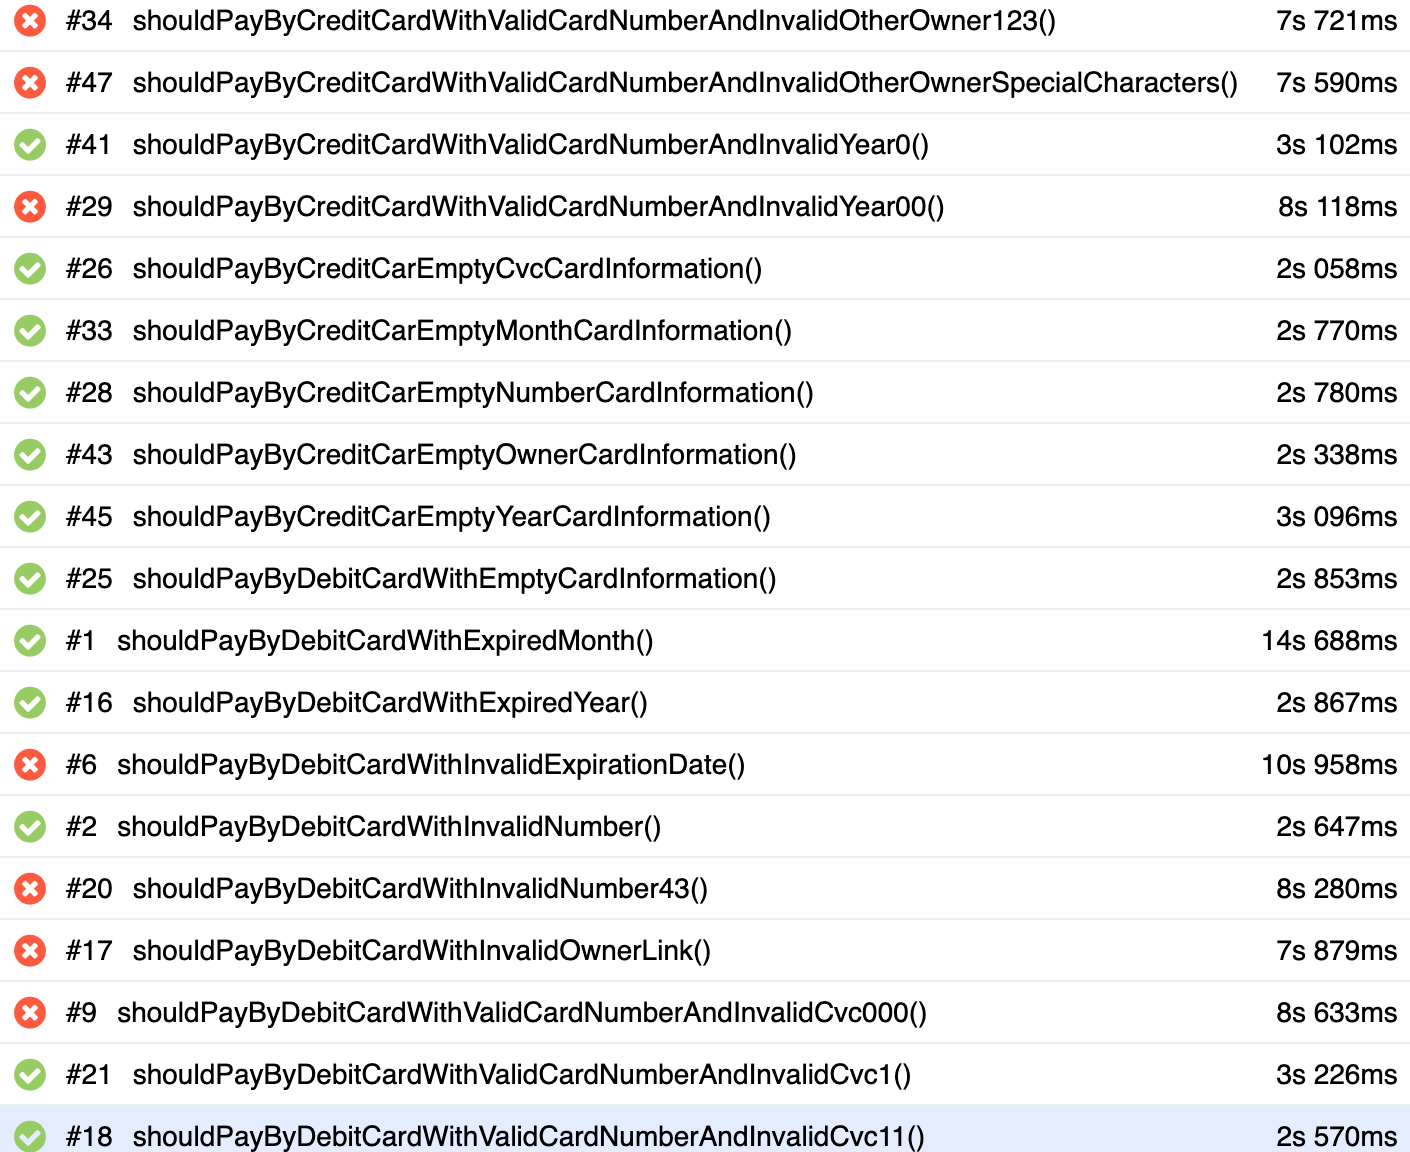 #34 shouldPayByCreditCardWithValidCardNumberAndInvalidOtherOwner123() 7s 721ms
#47 shouldPayByCreditCardWithValidCardNumberAndInvalidOtherOwnerSpecialCharacters() 7s 590ms
#41 shouldPayByCreditCardWithValidCardNumberAndInvalidYear0() 3s 102ms
#29 shouldPayByCreditCardWithValidCardNumberAndInvalidYear00() 8s 118ms
#26 shouldPayByCreditCarEmptyCvcCardInformation() 2s 058ms
#33 shouldPayByCreditCarEmptyMonthCardInformation() 2s 770ms
#28 shouldPayByCreditCarEmptyNumberCardInformation() 2s 780ms
#43 shouldPayByCreditCarEmptyOwnerCardInformation() 2s 338ms
#45 shouldPayByCreditCarEmptyYearCardInformation() 3s 096ms
#25 shouldPayByDebitCardWithEmptyCardInformation() 2s 853ms
#1 shouldPayByDebitCardWithExpiredMonth() 14s 688ms
#16 shouldPayByDebitCardWithExpiredYear() 2s 867ms
#6 shouldPayByDebitCardWithInvalidExpirationDate() 10s 958ms
#2 shouldPayByDebitCardWithInvalidNumber() 2s 647ms
#20 shouldPayByDebitCardWithInvalidNumber43() 8s 280ms
#17 shouldPayByDebitCardWithInvalidOwnerLink() 7s 879ms
#9 shouldPayByDebitCardWithValidCardNumberAndInvalidCvc000() 8s 633ms
#21 shouldPayByDebitCardWithValidCardNumberAndInvalidCvc1() 3s 226ms
#18 shouldPayByDebitCardWithValidCardNumberAndInvalidCvc11() 2s 570ms